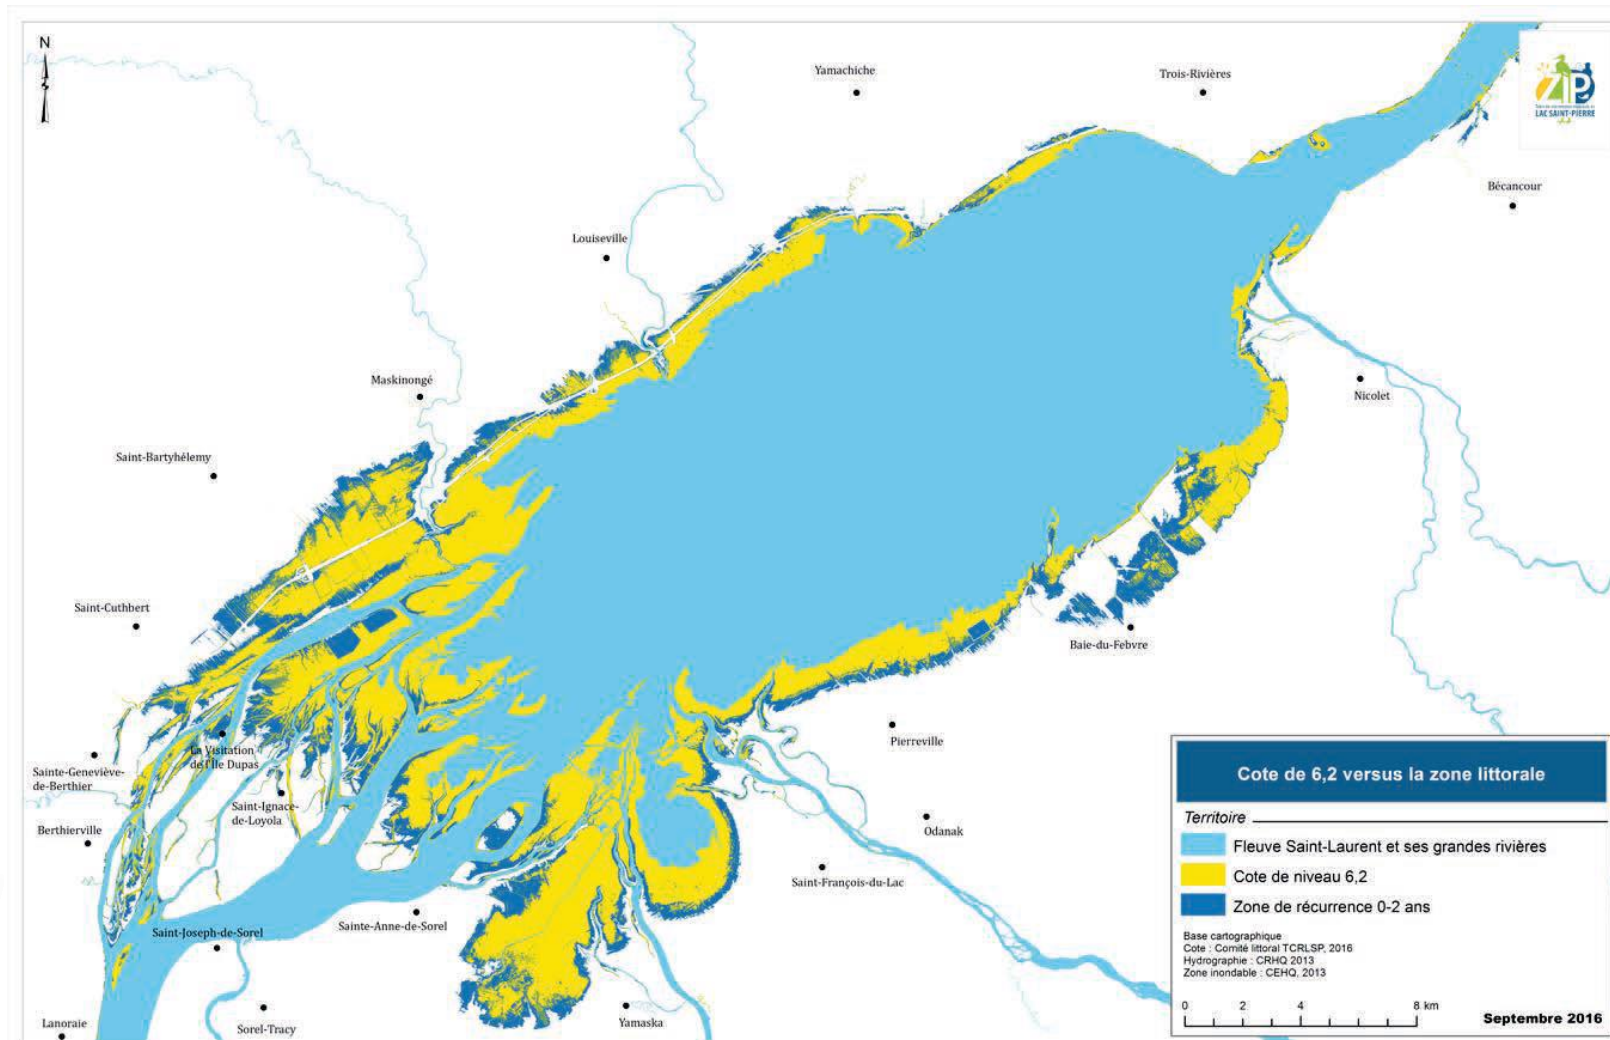 N
Yamachiche
Trois-Rivières
ZIP
LAC SAINT-PIERRE
Bécancour
Louiseville
Maskinongé
Nicolet
Saint-Bartyhélemy
Saint-Cuthbert
Baie-du-Febvre
La Visitation
de l'Île Dupas
Pierreville
Sainte-Geneviève-
de-Berthier
Saint-Ignace-
de-Loyola
Berthierville
Odanak
Saint-François-du-Lac
Sainte-Anne-de-Sorel
Saint-Joseph-de-Sorel
Lanoraie
Sorel-Tracy
Yamaska
Cote de 6,2 versus la zone littorale
Territoire
Fleuve Saint-Laurent et ses grandes rivières
Cote de niveau 6,2
Zone de récurrence 0-2 ans
Base cartographique
Cote : Comité littoral TCRLSP, 2016
Hydrographie : CRHQ 2013
Zone inondable : CEHQ, 2013
0 2 4 8 km
Septembre 2016